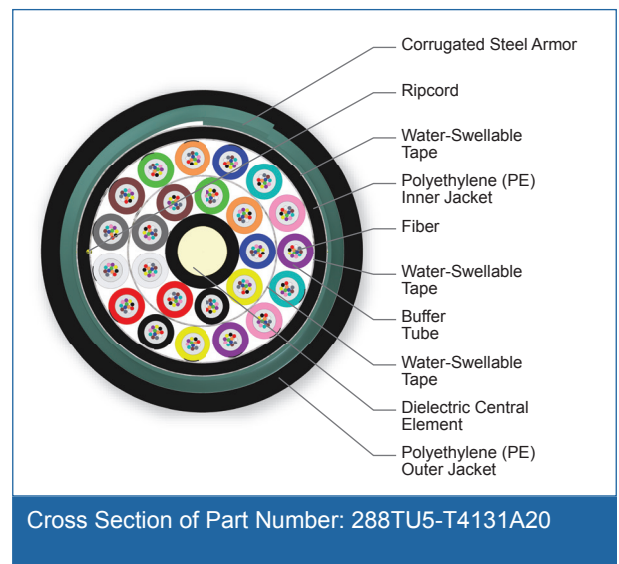 Corrugated Steel Armor
Ripcord
Water-Swellable
Tape
Polyethylene (PE)
Inner Jacket
Fiber
Water-Swellable
Tape
Buffer
Tube
Water-Swellable
Tape
Dielectric Central
Element
Polyethylene (PE)
Outer Jacket
Cross Section of Part Number: 288TU5-T4131A20